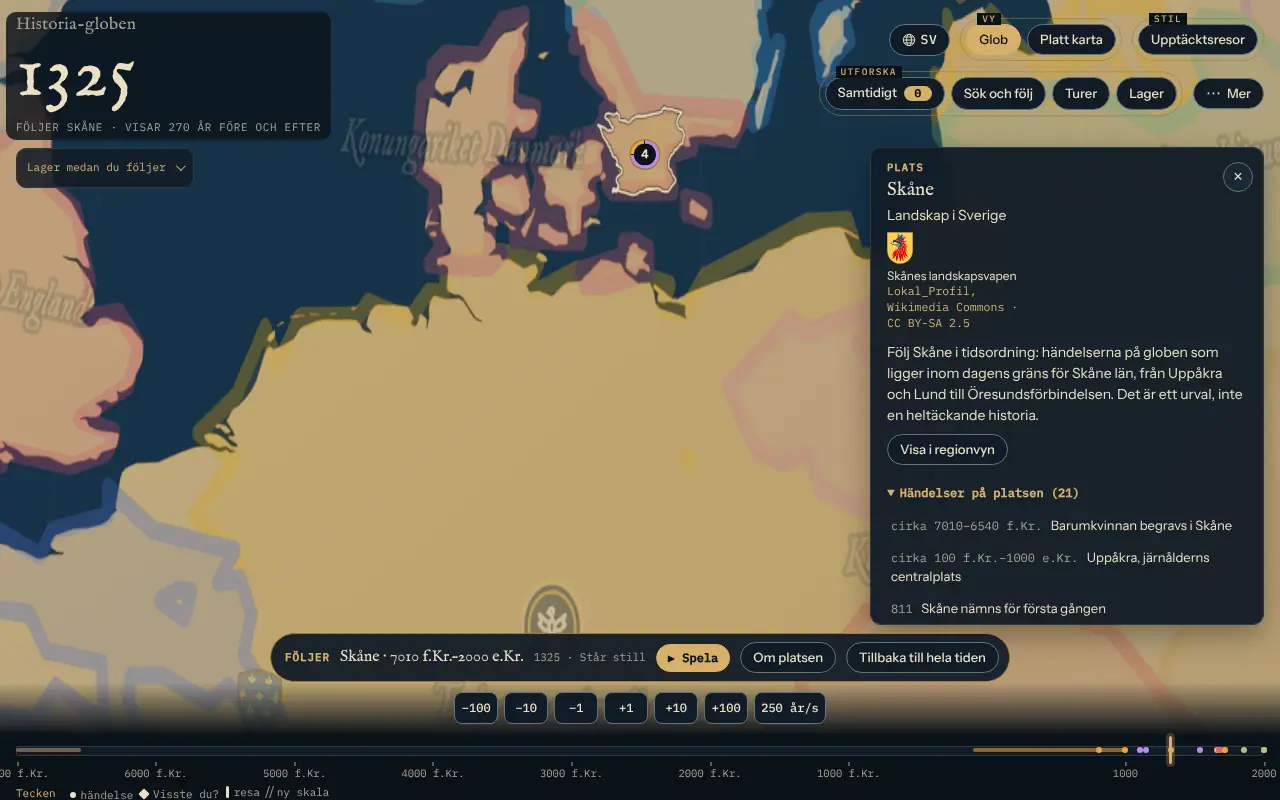 Historia-globen
1325
FÖLJER SKÅNE · VISAR 270 ÅR FÖRE OCH EFTER
Lager medan du följer
SV
VY
Glob
Platt karta
STIL
Upptäcktsresor
UTFORSKA
Samtidigt 0
Sök och följ
Turer
Lager
··· Mer
Konungariket Danmark
England
4
PLATS
Skåne
×
Landskap i Sverige
Skånes landskapsvapen
Lokal_Profil,
Wikimedia Commons ·
CC BY-SA 2.5
Följ Skåne i tidsordning: händelserna på globen som
ligger inom dagens gräns för Skåne län, från Uppåkra
och Lund till Öresundsförbindelsen. Det är ett urval, inte
en heltäckande historia.
Visa i regionvyn
▼ Händelser på platsen (21)
cirka 7010–6540 f.Kr. Barumkvinnan begravs i Skåne
cirka 100 f.Kr.–1000 e.Kr. Uppåkra, järnålderns
centralplats
811 Skåne nämns för första gången
FÖLJER Skåne · 7010 f.Kr.–2000 e.Kr. 1325 · Står still
▶ Spela
Om platsen
Tillbaka till hela tiden
−100 −10 −1 +1 +10 +100 250 år/s
00 f.Kr. 6000 f.Kr. 5000 f.Kr. 4000 f.Kr. 3000 f.Kr. 2000 f.Kr. 1000 f.Kr. 1000 2000
Tecken ● händelse ◆ Visste du? resa // ny skala